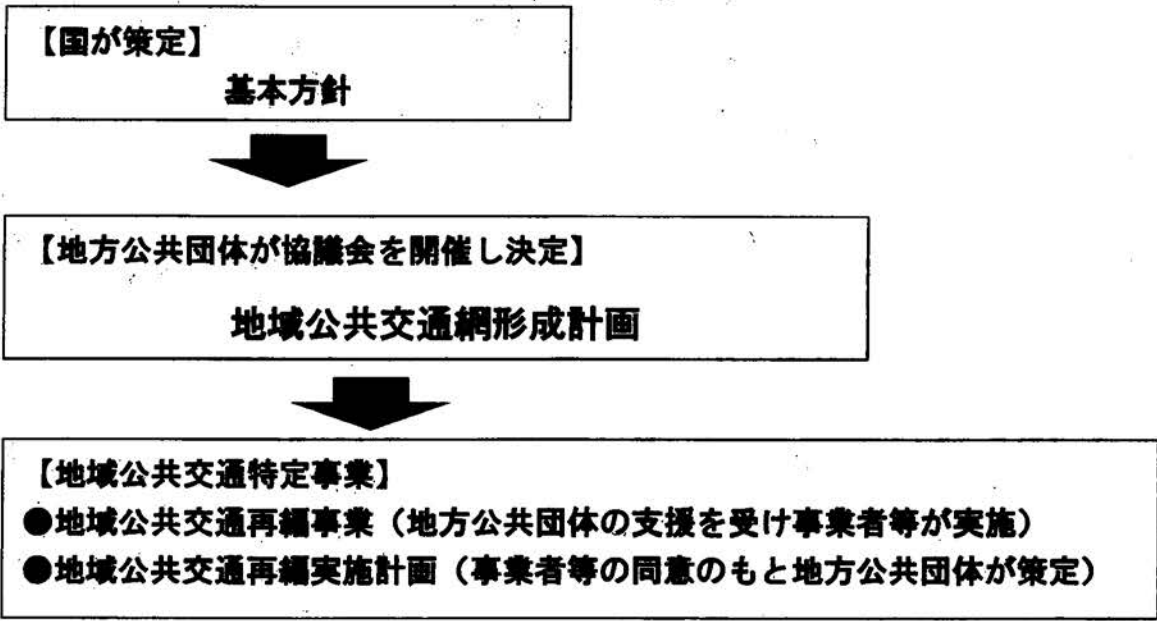 【国が策定】
基本方針
【地方公共団体が協議会を開催し決定】
地域公共交通網形成計画
【地域公共交通特定事業】
●地域公共交通再編事業（地方公共団体の支援を受け事業者等が実施）
●地域公共交通再編実施計画（事業者等の同意のもと地方公共団体が策定）